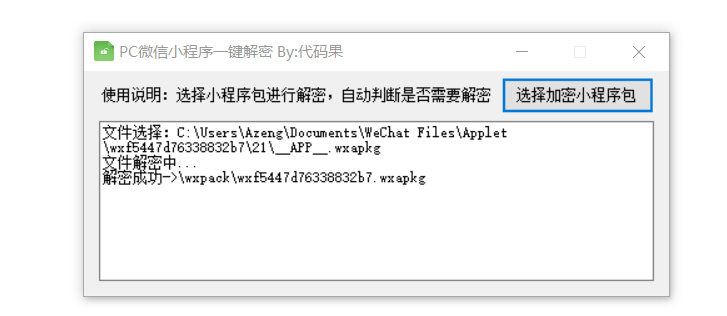 PC微信小程序一键解密 By:代码果
使用说明：选择小程序包进行解密，自动判断是否需要解密 选择加密小程序包
文件选择：C:\Users\Azeng\Documents\WeChat Files\Applet
\wxf5447d76338832b7\21\__APP__.wxapkg
文件解密中...
解密成功->\wxpack\wxf5447d76338832b7.wxapkg